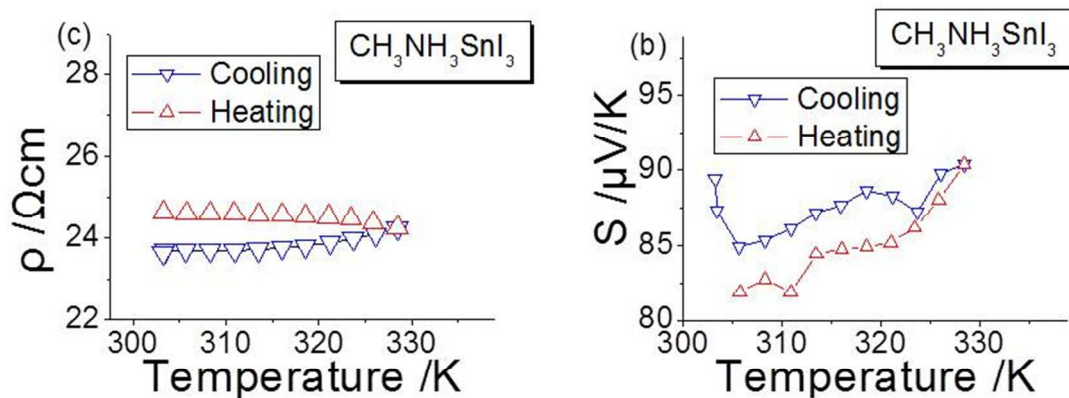 (c)
CH₃NH₃SnI₃
Cooling
Heating
28
26
24
22
ρ /Ωcm
300 310 320 330
Temperature /K
(b)
CH₃NH₃SnI₃
Cooling
Heating
95
90
85
80
S /μV/K
300 310 320 330
Temperature /K